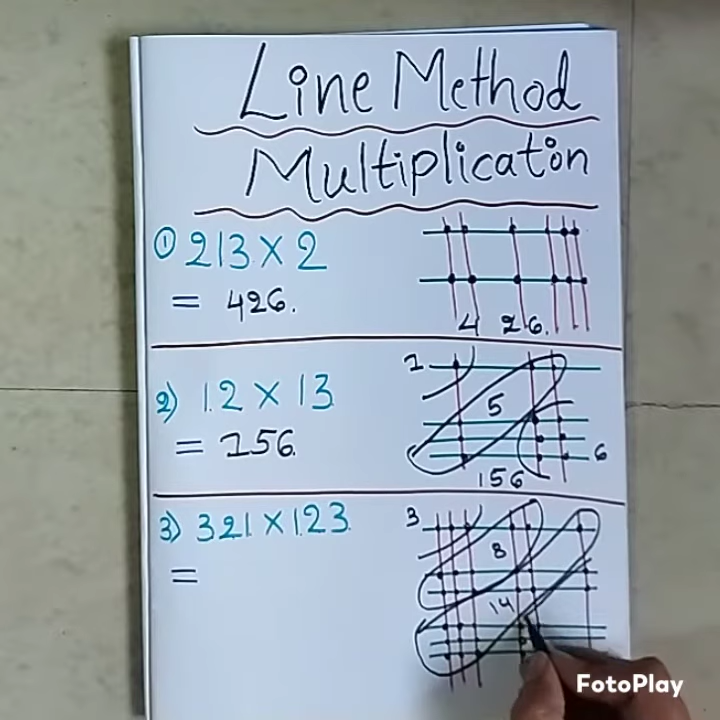 Line Method
Multiplicaton
① 213 × 2
= 426.
4 26.
2) 12 × 13
= 156.
1
5
6
156
3) 321 × 123
=
3
8
14
FotoPlay